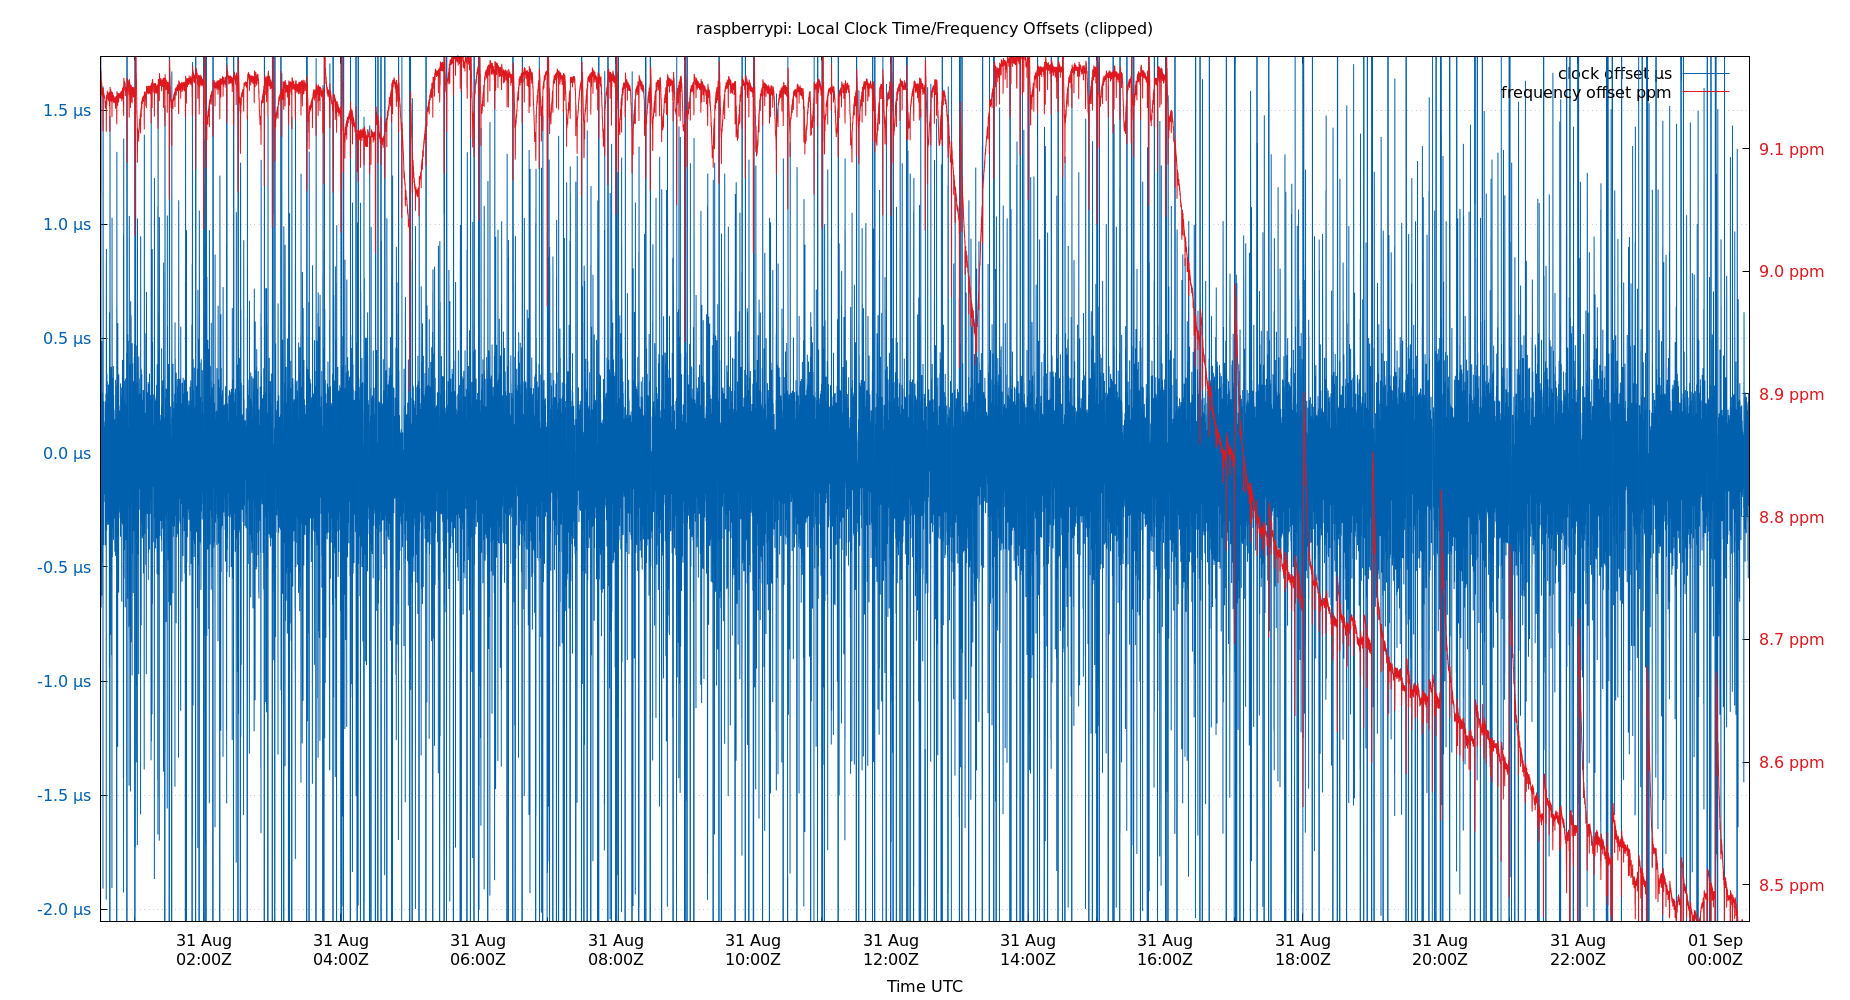 raspberrypi: Local Clock Time/Frequency Offsets (clipped)
clock offset µs
frequency offset ppm
1.5 µs
1.0 µs
0.5 µs
0.0 µs
-0.5 µs
-1.0 µs
-1.5 µs
-2.0 µs
9.1 ppm
9.0 ppm
8.9 ppm
8.8 ppm
8.7 ppm
8.6 ppm
8.5 ppm
31 Aug 31 Aug 31 Aug 31 Aug 31 Aug 31 Aug 31 Aug 31 Aug 31 Aug 31 Aug 31 Aug 01 Sep
02:00Z 04:00Z 06:00Z 08:00Z 10:00Z 12:00Z 14:00Z 16:00Z 18:00Z 20:00Z 22:00Z 00:00Z
Time UTC